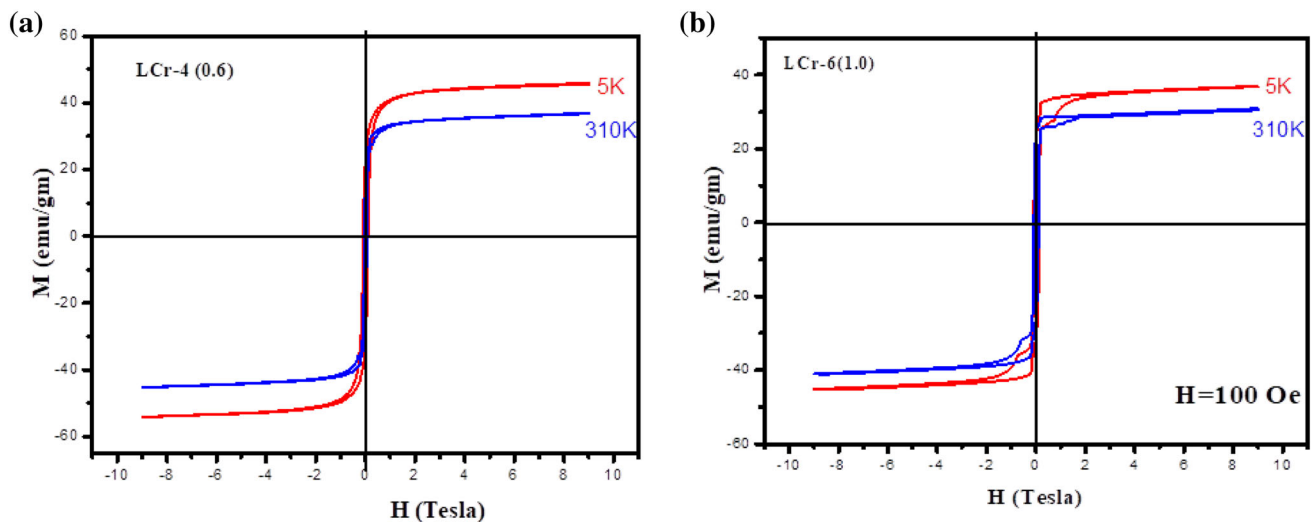 (a)
LCr-4 (0.6)
5K
310K
M (emu/gm)
60
40
20
0
-20
-40
-60
-10 -8 -6 -4 -2 0 2 4 6 8 10
H (Tesla)
(b)
LCr-6(1.0)
5K
310K
H=100 Oe
M (emu/gm)
40
20
0
-20
-40
-60
-10 -8 -6 -4 -2 0 2 4 6 8 10
H (Tesla)